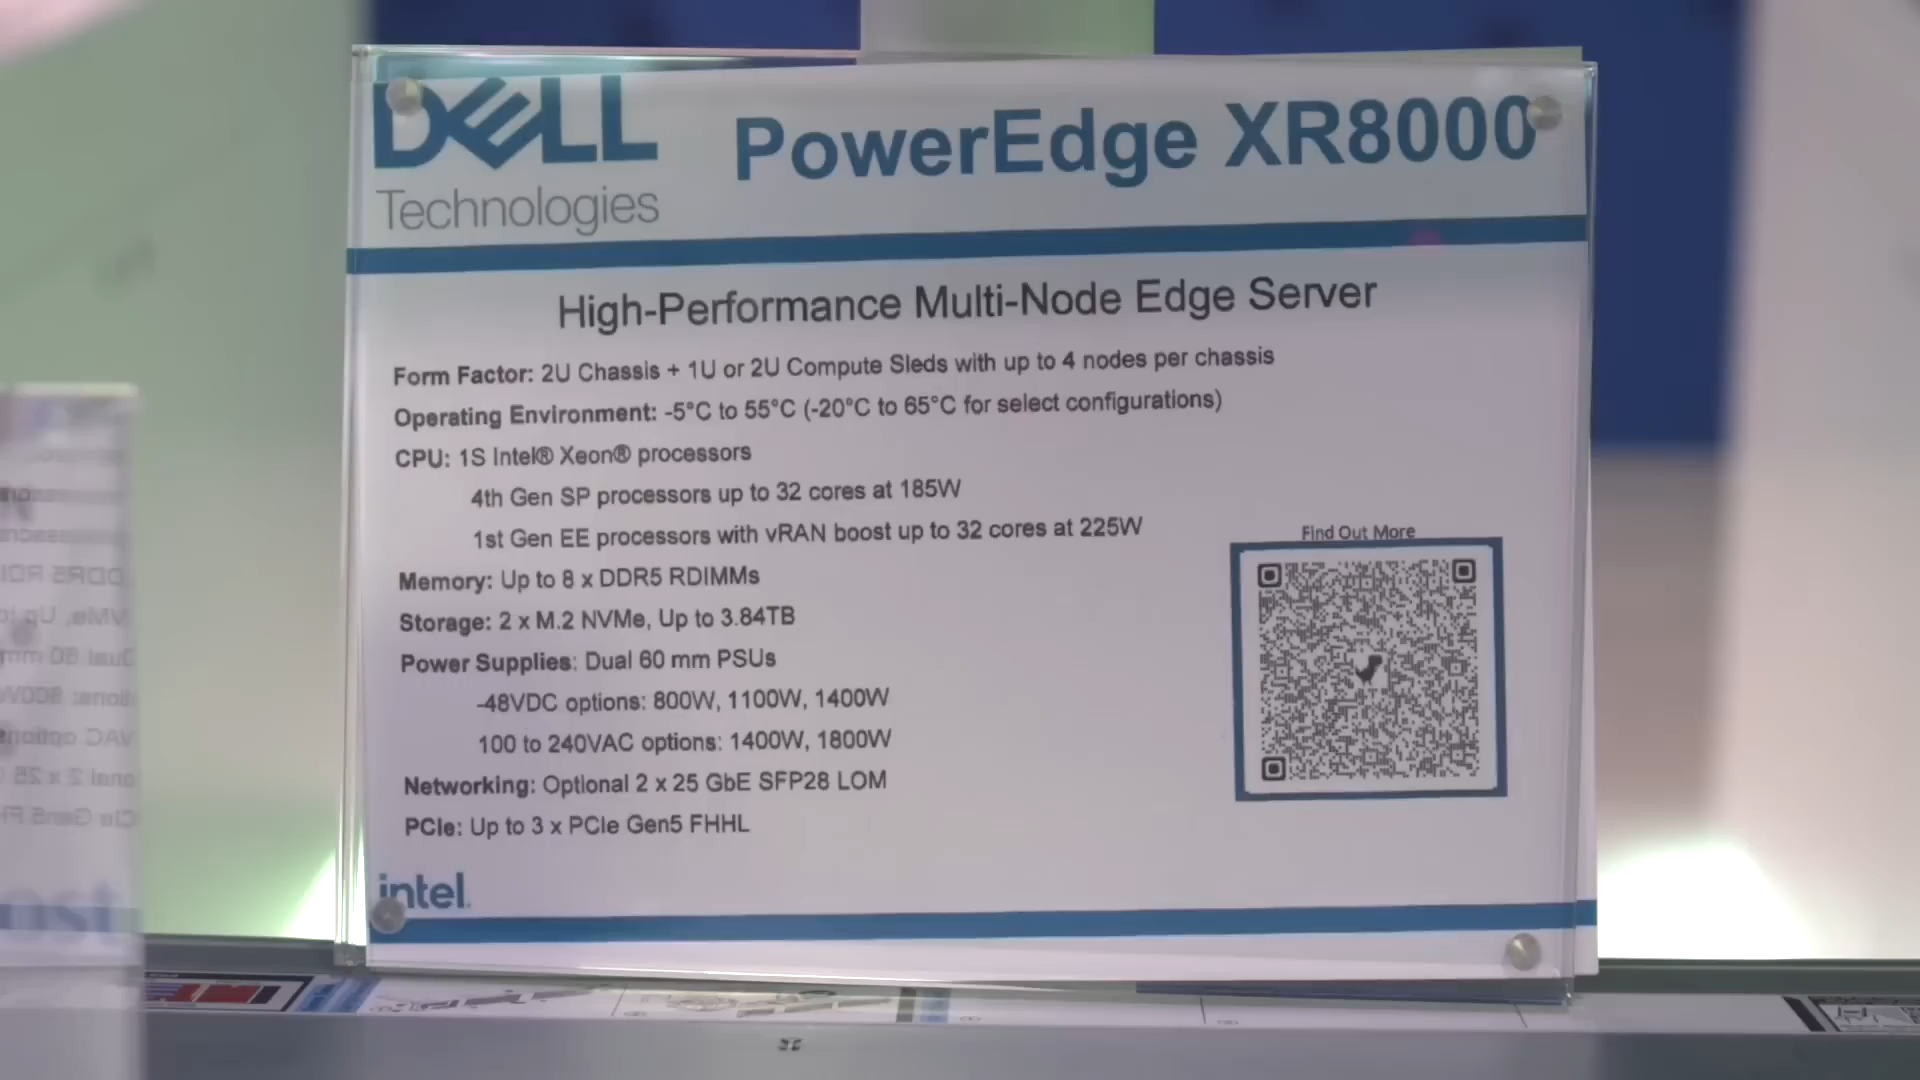 DELL
Technologies
PowerEdge XR8000
High-Performance Multi-Node Edge Server
Form Factor: 2U Chassis + 1U or 2U Compute Sleds with up to 4 nodes per chassis
Operating Environment: -5°C to 55°C (-20°C to 65°C for select configurations)
CPU: 1S Intel® Xeon® processors
4th Gen SP processors up to 32 cores at 185W
1st Gen EE processors with vRAN boost up to 32 cores at 225W
Memory: Up to 8 x DDR5 RDIMMs
Storage: 2 x M.2 NVMe, Up to 3.84TB
Power Supplies: Dual 60 mm PSUs
-48VDC options: 800W, 1100W, 1400W
100 to 240VAC options: 1400W, 1800W
Networking: Optional 2 x 25 GbE SFP28 LOM
PCIe: Up to 3 x PCIe Gen5 FHHL
Find Out More
intel.